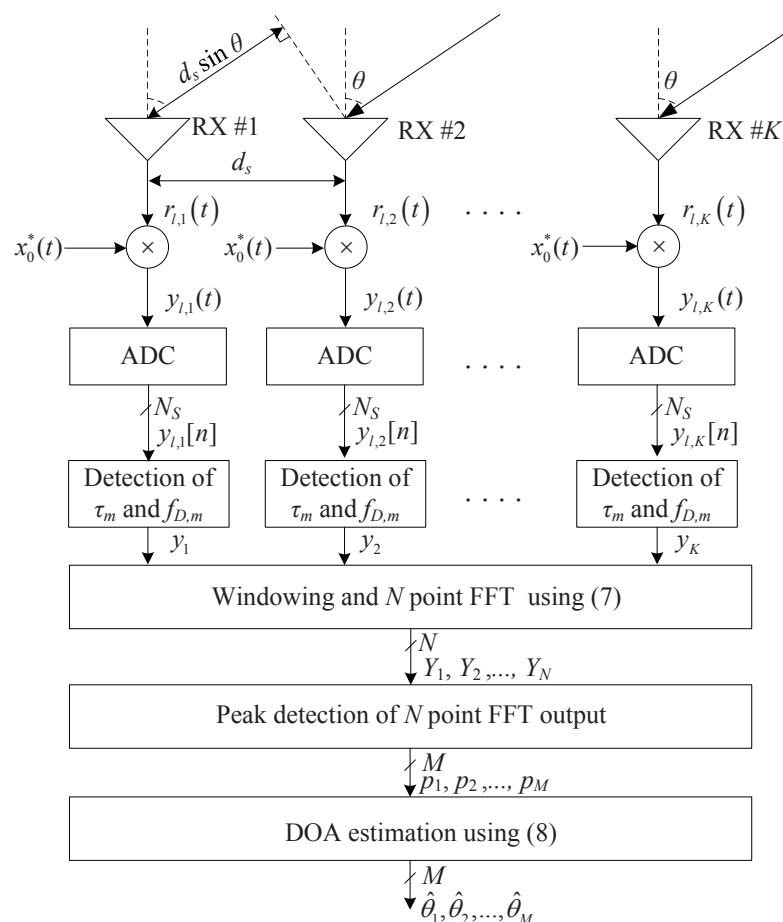 d_s sin θ
θ
θ
RX #1
RX #2
RX #K
d_s
r_{l,1}(t)
r_{l,2}(t)
. . . .
r_{l,K}(t)
x_0^*(t)
×
x_0^*(t)
×
x_0^*(t)
×
y_{l,1}(t)
y_{l,2}(t)
y_{l,K}(t)
ADC
ADC
. . . .
ADC
N_S
N_S
N_S
y_{l,1}[n]
y_{l,2}[n]
y_{l,K}[n]
Detection of
τ_m and f_{D,m}
Detection of
τ_m and f_{D,m}
. . . .
Detection of
τ_m and f_{D,m}
y_1
y_2
y_K
Windowing and N point FFT using (7)
N
Y_1, Y_2 ,..., Y_N
Peak detection of N point FFT output
M
p_1, p_2 ,..., p_M
DOA estimation using (8)
M
θ̂_1, θ̂_2,..., θ̂_M